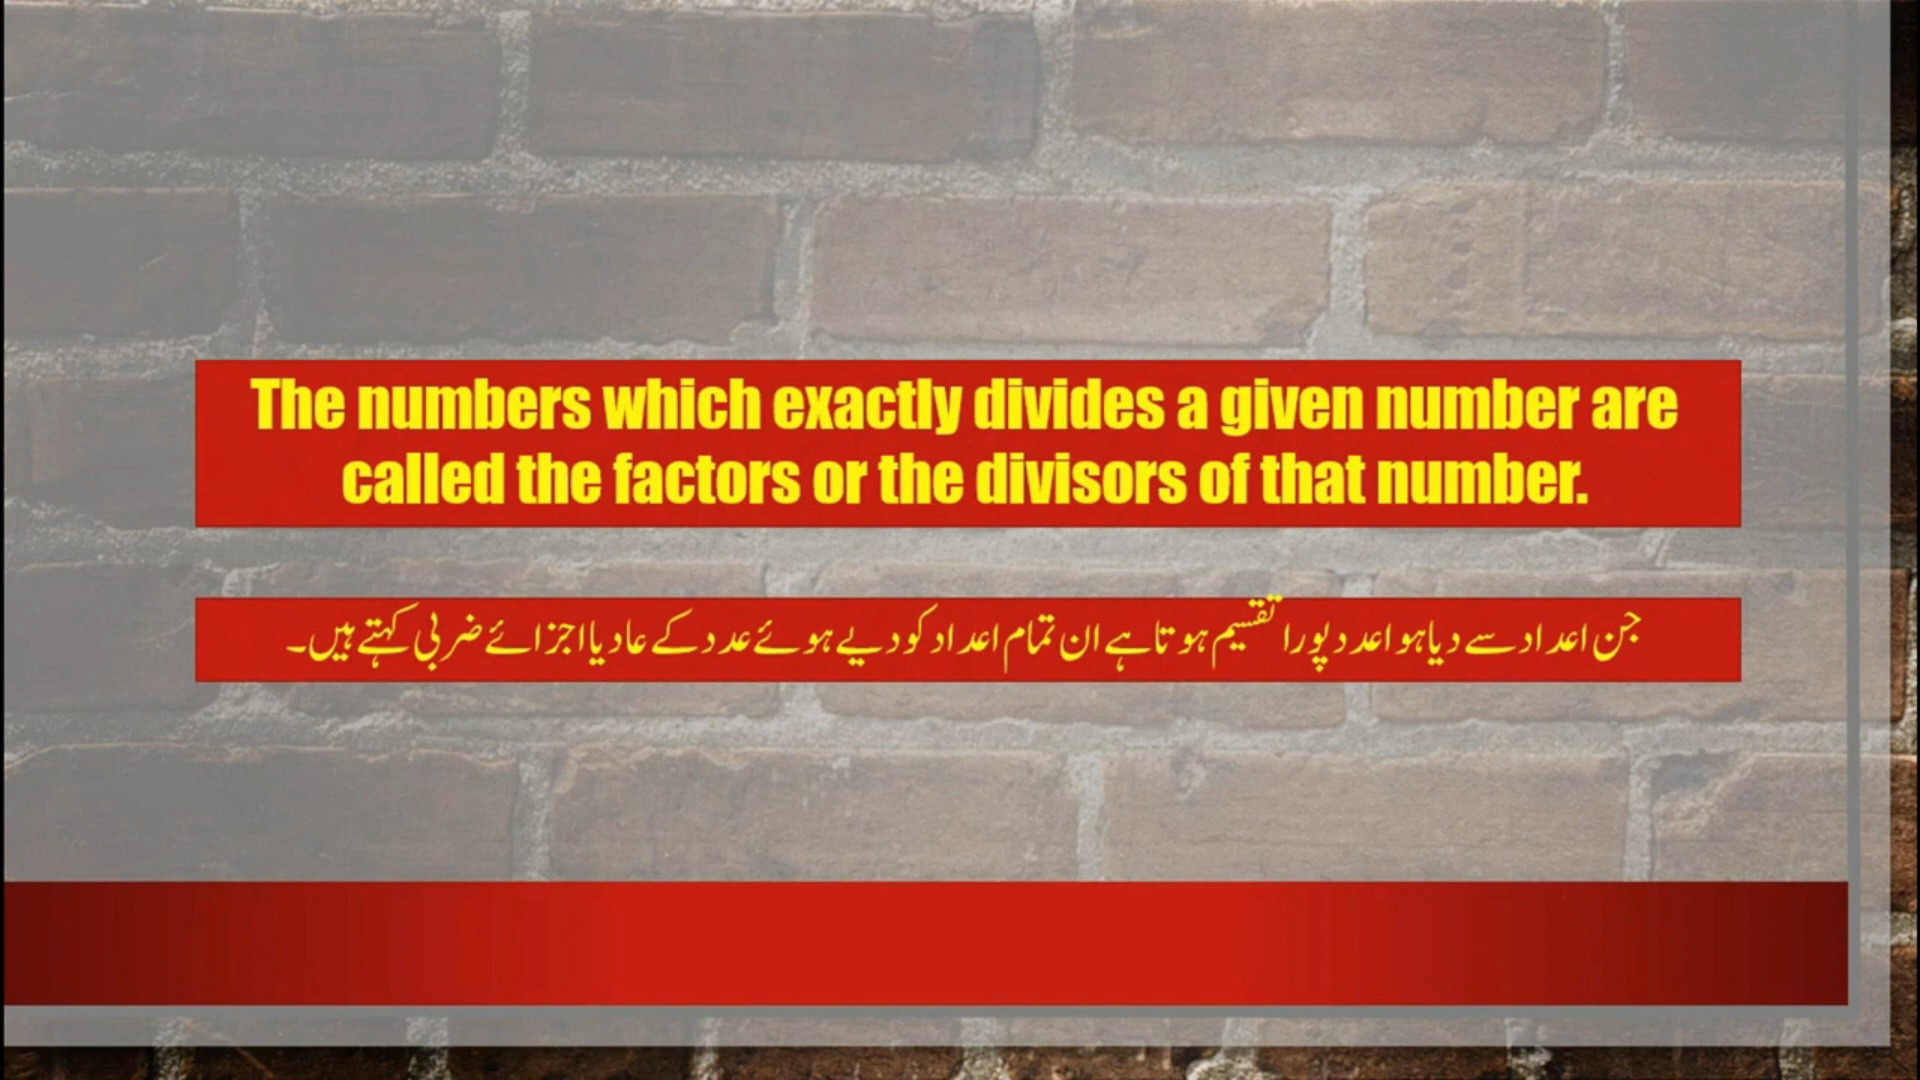 The numbers which exactly divides a given number are
called the factors or the divisors of that number.
جن اعداد سے دیا ہوا عدد پورا تقسیم ہوتا ہے ان تمام اعداد کو دیے ہوئے عدد کے عاد یا اجزائے ضربی کہتے ہیں۔